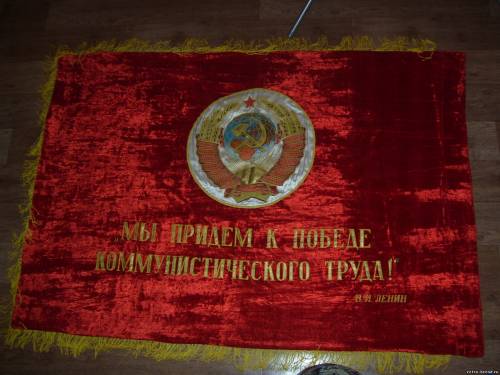 „МЫ ПРИДЕМ К ПОБЕДЕ
КОММУНИСТИЧЕСКОГО ТРУДА!"
В.И. ЛЕНИН